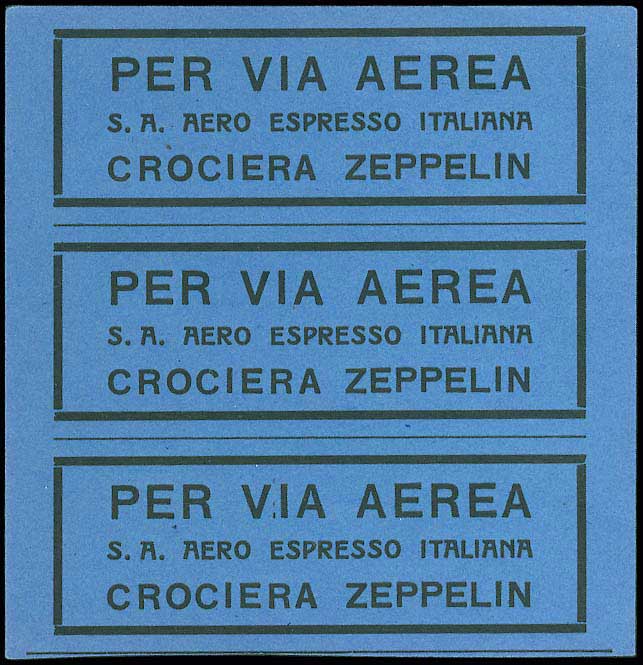 PER VIA AEREA
S. A. AERO ESPRESSO ITALIANA
CROCIERA ZEPPELIN
PER VIA AEREA
S. A. AERO ESPRESSO ITALIANA
CROCIERA ZEPPELIN
PER VIA AEREA
S. A. AERO ESPRESSO ITALIANA
CROCIERA ZEPPELIN